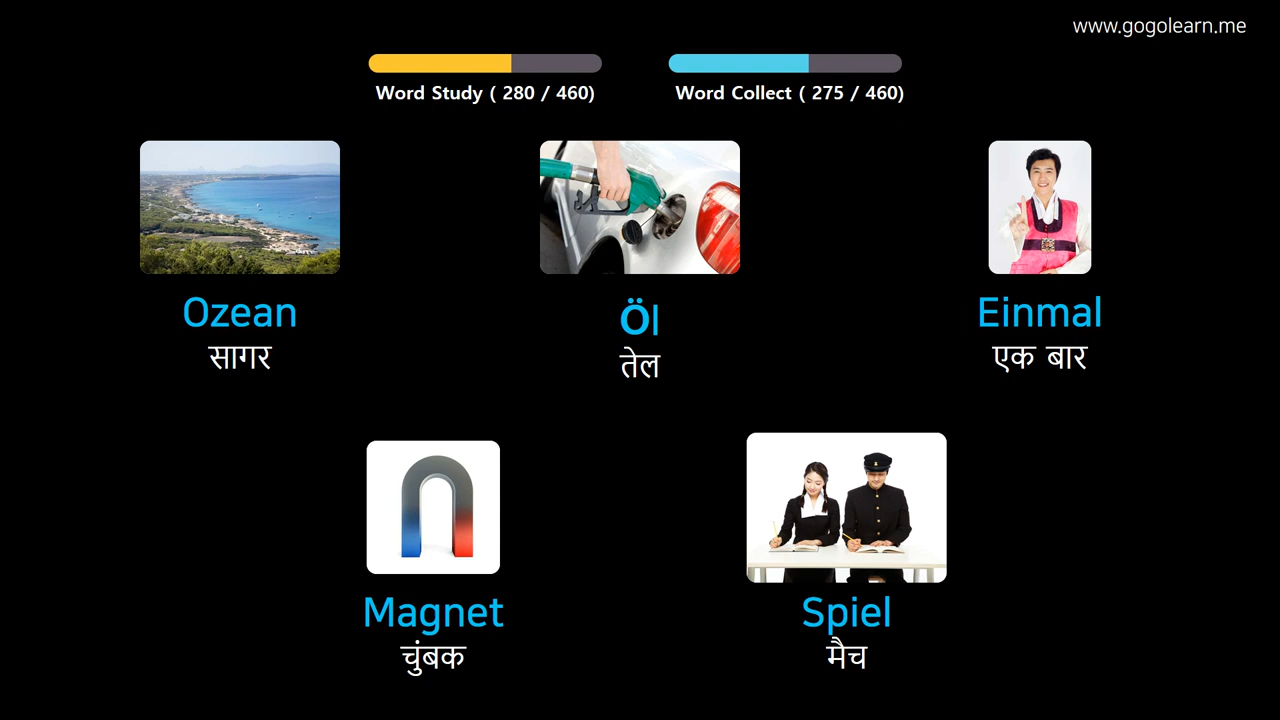 www.gogolearn.me
Word Study ( 280 / 460)
Word Collect ( 275 / 460)
Ozean
सागर
Öl
तेल
Einmal
एक बार
Magnet
चुंबक
Spiel
मैच